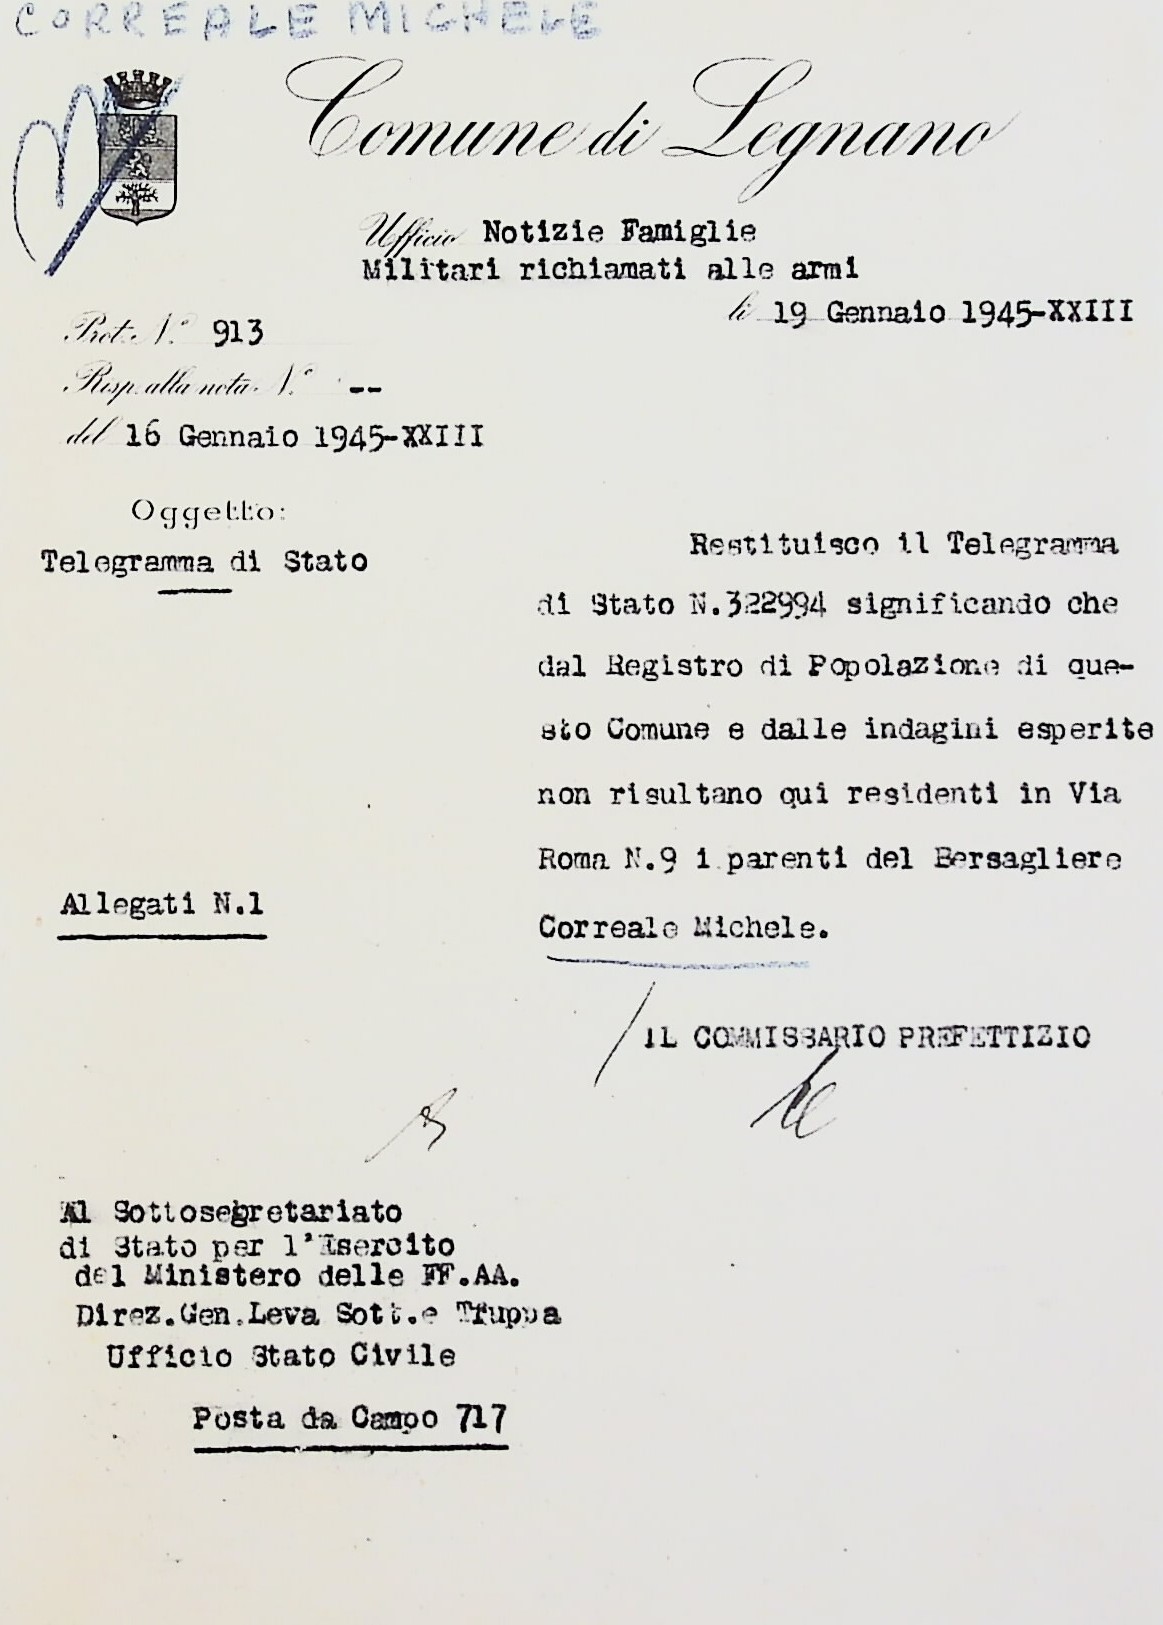 CORREALE MICHELE
Comune di Legnano
Ufficio Notizie Famiglie
Militari richiamati alle armi
li 19 Gennaio 1945-XXIII
Prot. N.° 913
Risp. alla nota N.° --
del 16 Gennaio 1945-XXIII
Oggetto:
Telegramma di Stato
Restituisco il Telegramma
di Stato N.322994 significando che
dal Registro di Popolazione di que-
sto Comune e dalle indagini esperite
non risultano qui residenti in Via
Roma N.9 i parenti del Bersagliere
Correale Michele.
Allegati N.1
IL COMMISSARIO PREFETTIZIO
Al Sottosegretariato
di Stato per l'Esercito
del Ministero delle FF.AA.
Direz.Gen.Leva Sott.e Truppa
Ufficio Stato Civile
Posta da Campo 717